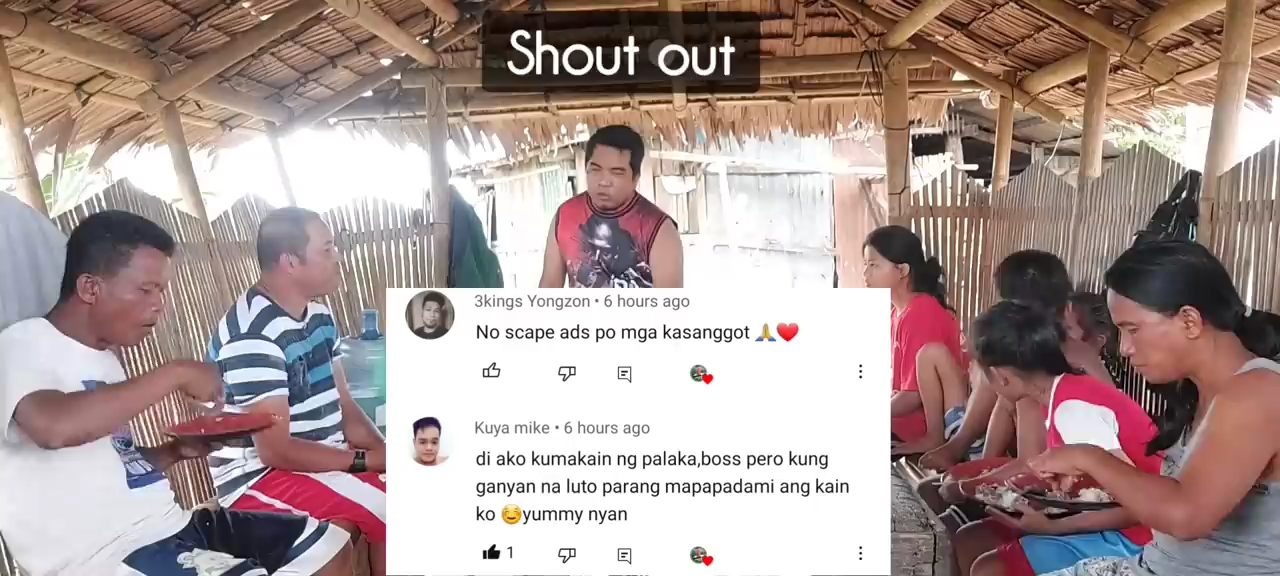 Shout out
3kings Yongzon • 6 hours ago
No scape ads po mga kasanggot 🙏❤️
Kuya mike • 6 hours ago
di ako kumakain ng palaka,boss pero kung
ganyan na luto parang mapapadami ang kain
ko ☺️yummy nyan
1